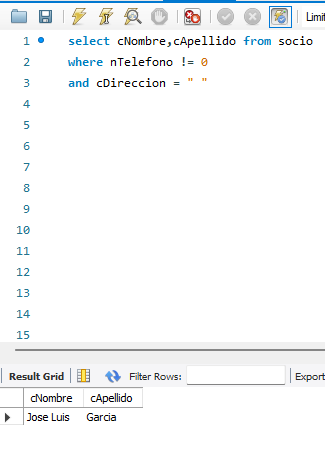 Limi
1 select cNombre,cApellido from socio
2 where nTelefono != 0
3 and cDireccion = " "
4
5
6
7
8
9
10
11
12
13
14
15
Result Grid Filter Rows: Export
cNombre cApellido
Jose Luis Garcia